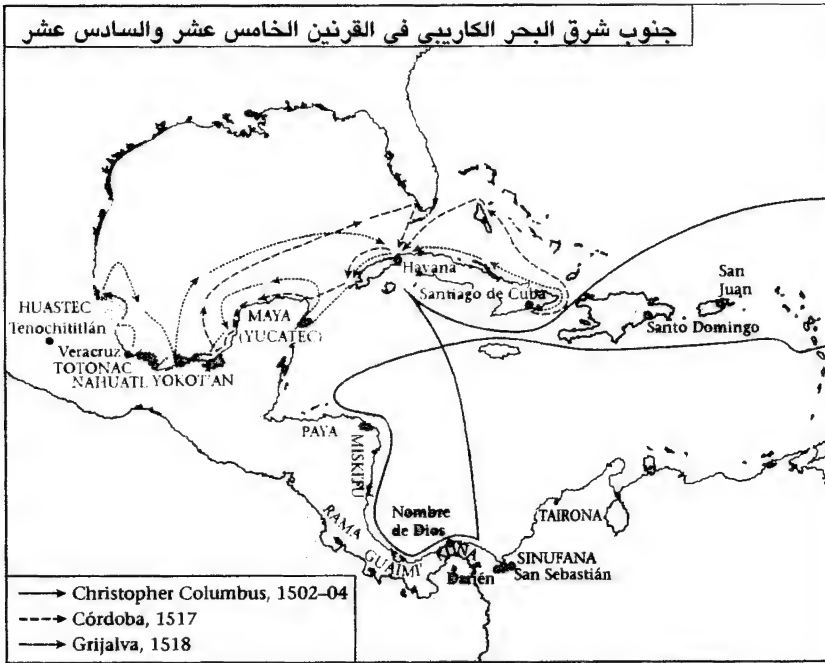 جنوب شرق البحر الكاريبي في القرنين الخامس عشر والسادس عشر
Havana
Santiago de Cuba
San
Juan
Santo Domingo
HUASTEC
Tenochititlán
MAYA
(YUCATEC)
Veracruz
TOTONAC
NAHUATL YOKOT'AN
PAYA
MISKITU
RAMA
GUAIMI
Nombre
de Dios
KUNA
Darién
TAIRONA
SINUFANA
San Sebastián
Christopher Columbus, 1502–04
Córdoba, 1517
Grijalva, 1518